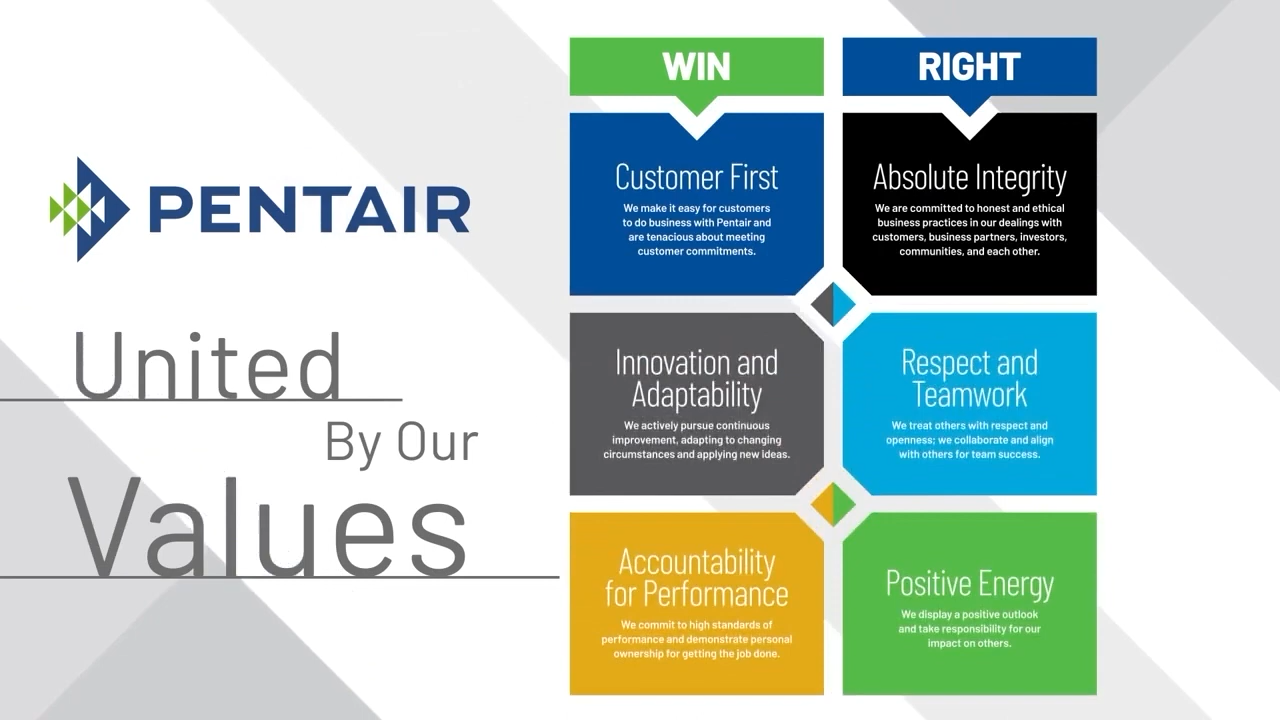 PENTAIR
United
By Our
Values
WIN
Customer First
We make it easy for customers
to do business with Pentair and
are tenacious about meeting
customer commitments.
Innovation and
Adaptability
We actively pursue continuous
improvement, adapting to changing
circumstances and applying new ideas.
Accountability
for Performance
We commit to high standards of
performance and demonstrate personal
ownership for getting the job done.
RIGHT
Absolute Integrity
We are committed to honest and ethical
business practices in our dealings with
customers, business partners, investors,
communities, and each other.
Respect and
Teamwork
We treat others with respect and
openness; we collaborate and align
with others for team success.
Positive Energy
We display a positive outlook
and take responsibility for our
impact on others.